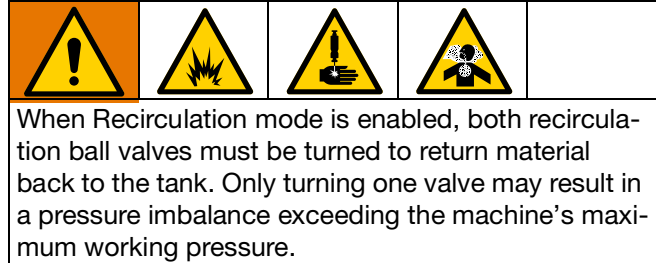 When Recirculation mode is enabled, both recircula-
tion ball valves must be turned to return material
back to the tank. Only turning one valve may result in
a pressure imbalance exceeding the machine's maxi-
mum working pressure.